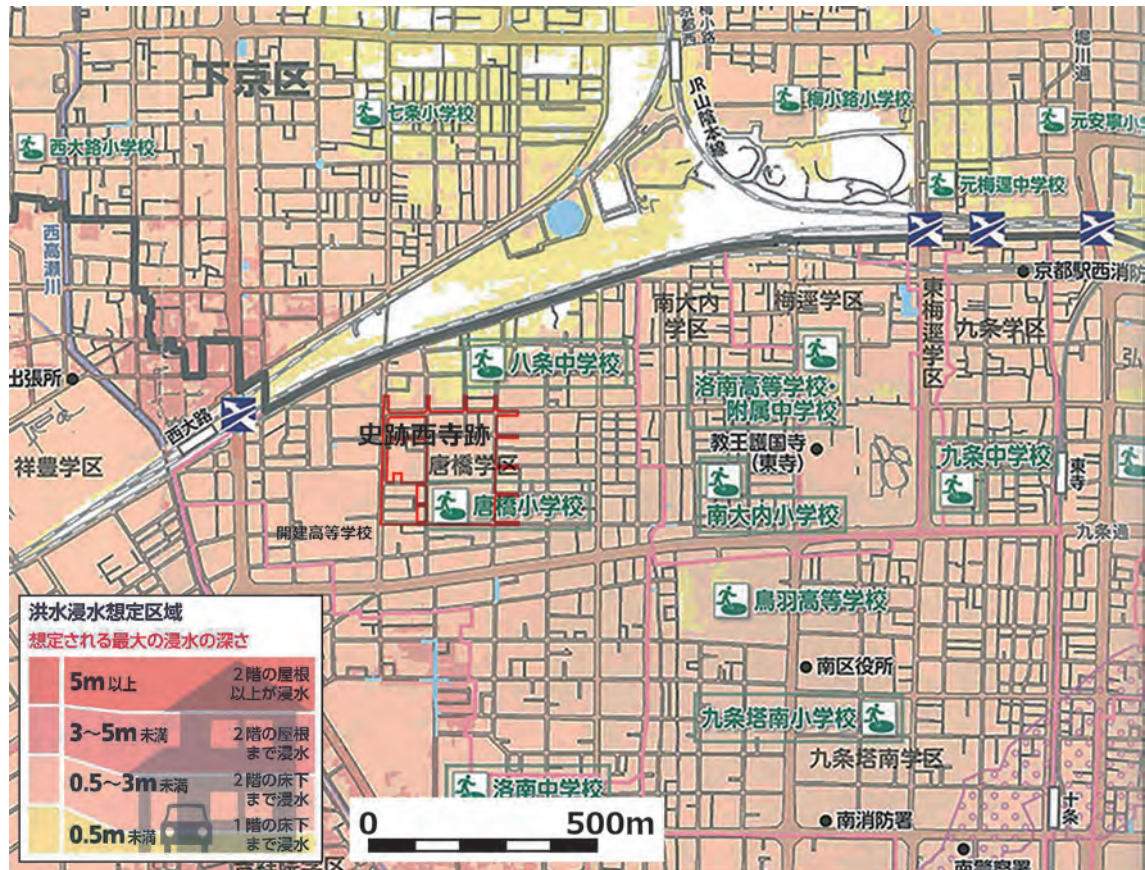 下京区
七条小学校
西大路小学校
梅小路
京都西
JR山陰本線
梅小路小学校
堀川通
元安寧小
元梅逕中学校
西高瀬川
京都駅西消防
南大内
学区
梅逕学区
東梅逕学区
九条学区
八条中学校
洛南高等学校・
附属中学校
出張所
西大路
祥豊学区
史跡西寺跡
唐橋学区
教王護国寺
(東寺)
九条中学校
東寺
唐橋小学校
南大内小学校
開建高等学校
九条通
鳥羽高等学校
南区役所
九条塔南小学校
九条塔南学区
洛南中学校
十条
南消防署
南警察署
洪水浸水想定区域
想定される最大の浸水の深さ
5m以上
2階の屋根
以上が浸水
3〜5m未満
2階の屋根
まで浸水
0.5〜3m未満
2階の床下
まで浸水
0.5m未満
1階の床下
まで浸水
0
500m